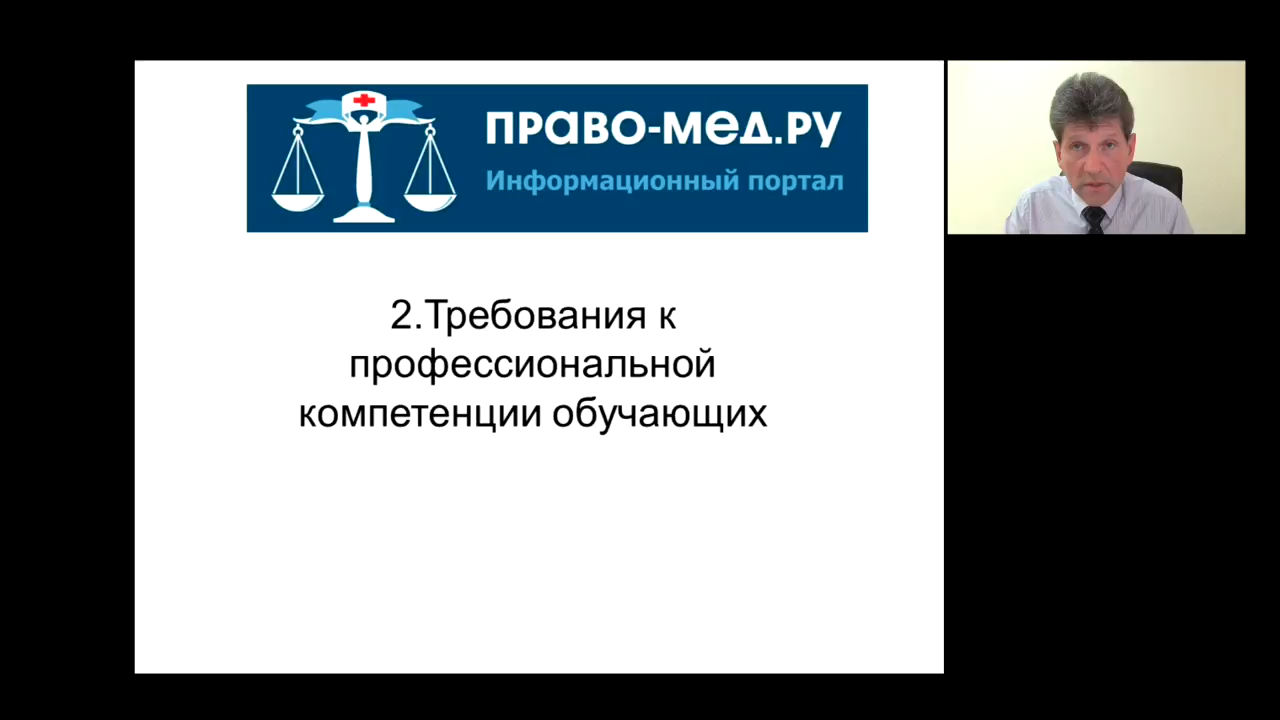 ПРАВО-МЕД.РУ
Информационный портал
2.Требования к
профессиональной
компетенции обучающих